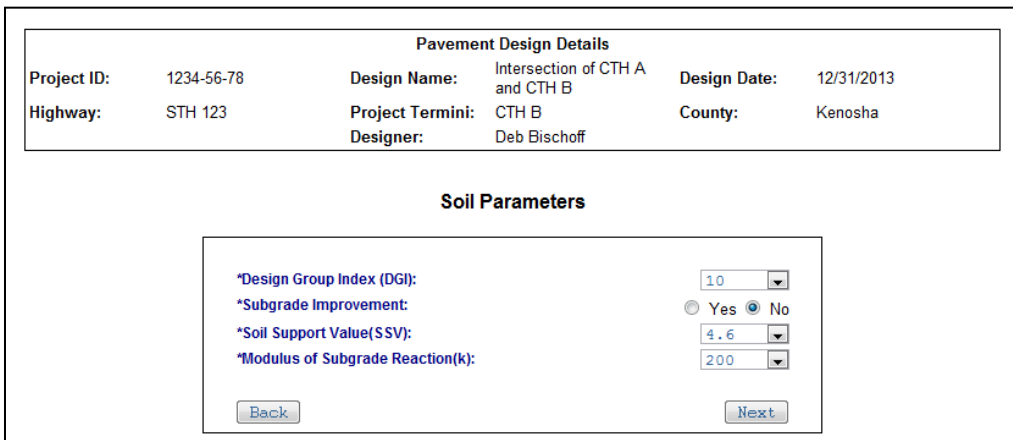 Pavement Design Details
Project ID: 1234-56-78 Design Name: Intersection of CTH A and CTH B Design Date: 12/31/2013
Highway: STH 123 Project Termini: CTH B County: Kenosha
Designer: Deb Bischoff
Soil Parameters
*Design Group Index (DGI): 10
*Subgrade Improvement: Yes No
*Soil Support Value(SSV): 4.6
*Modulus of Subgrade Reaction(k): 200
Back Next